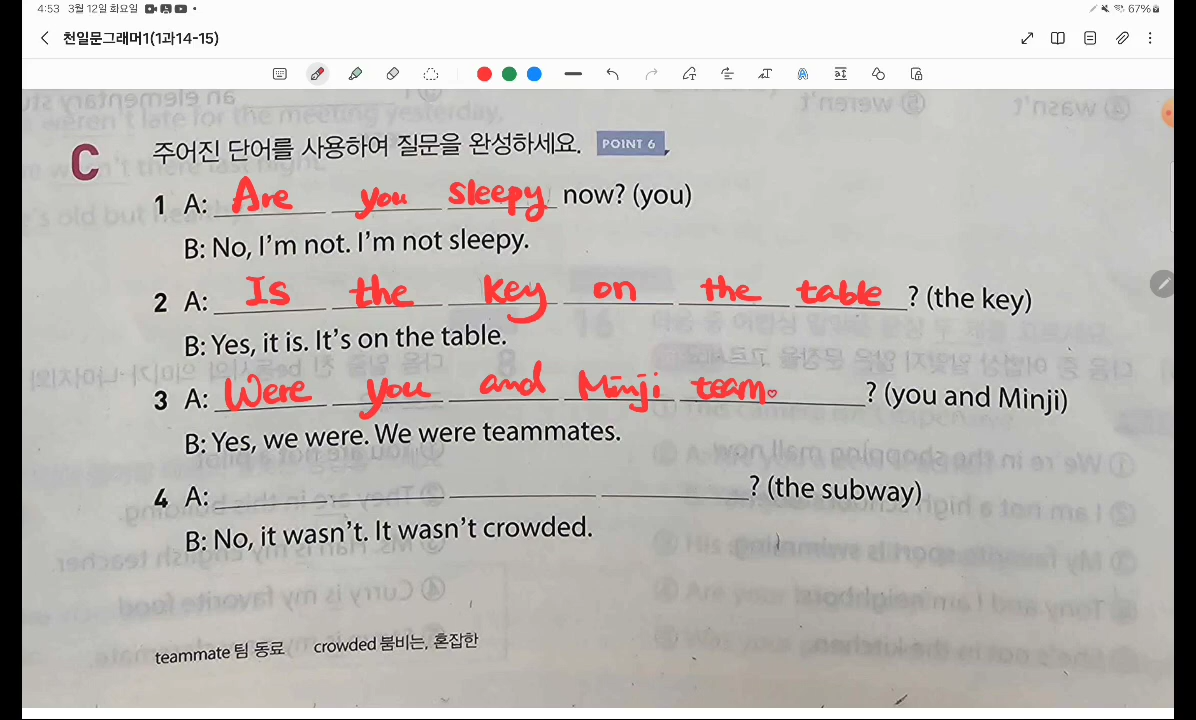 4:53 3월 12일 화요일 67%
천일문그래머1(1과14-15)
C 주어진 단어를 사용하여 질문을 완성하세요. POINT 6
1 A: Are you sleepy now? (you)
B: No, I'm not. I'm not sleepy.
2 A: Is the key on the table ? (the key)
B: Yes, it is. It's on the table.
3 A: Were you and Minji team. ? (you and Minji)
B: Yes, we were. We were teammates.
4 A: ? (the subway)
B: No, it wasn't. It wasn't crowded.
teammate 팀 동료 crowded 붐비는, 혼잡한